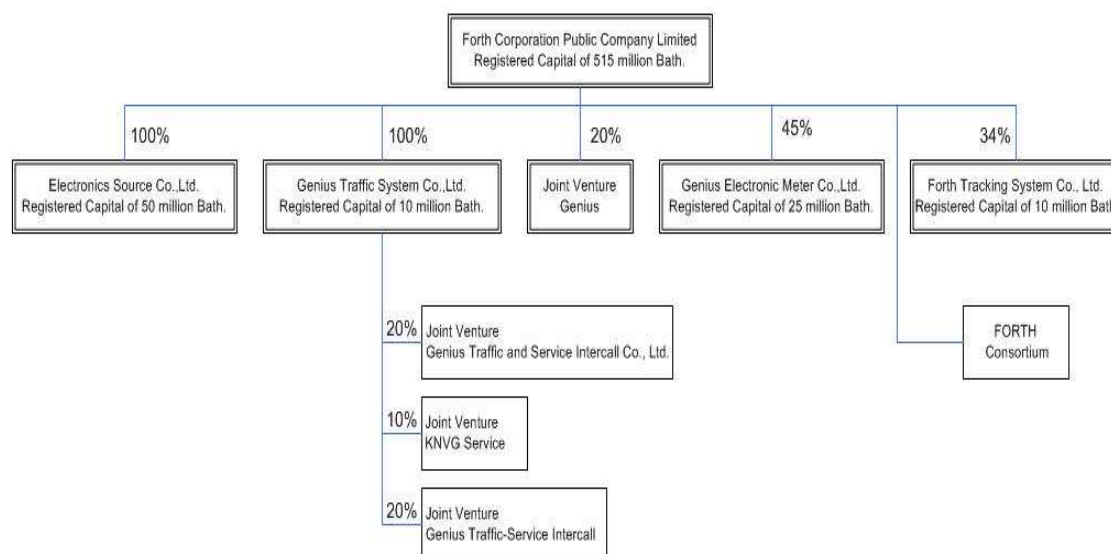 Forth Corporation Public Company Limited
Registered Capital of 515 million Bath.
100%
100%
20%
45%
34%
Electronics Source Co.,Ltd.
Registered Capital of 50 million Bath.
Genius Traffic System Co.,Ltd.
Registered Capital of 10 million Bath.
Joint Venture
Genius
Genius Electronic Meter Co.,Ltd.
Registered Capital of 25 million Bath.
Forth Tracking System Co., Ltd.
Registered Capital of 10 million Bath
20%
Joint Venture
Genius Traffic and Service Intercall Co., Ltd.
FORTH
Consortium
10%
Joint Venture
KNVG Service
20%
Joint Venture
Genius Traffic-Service Intercall